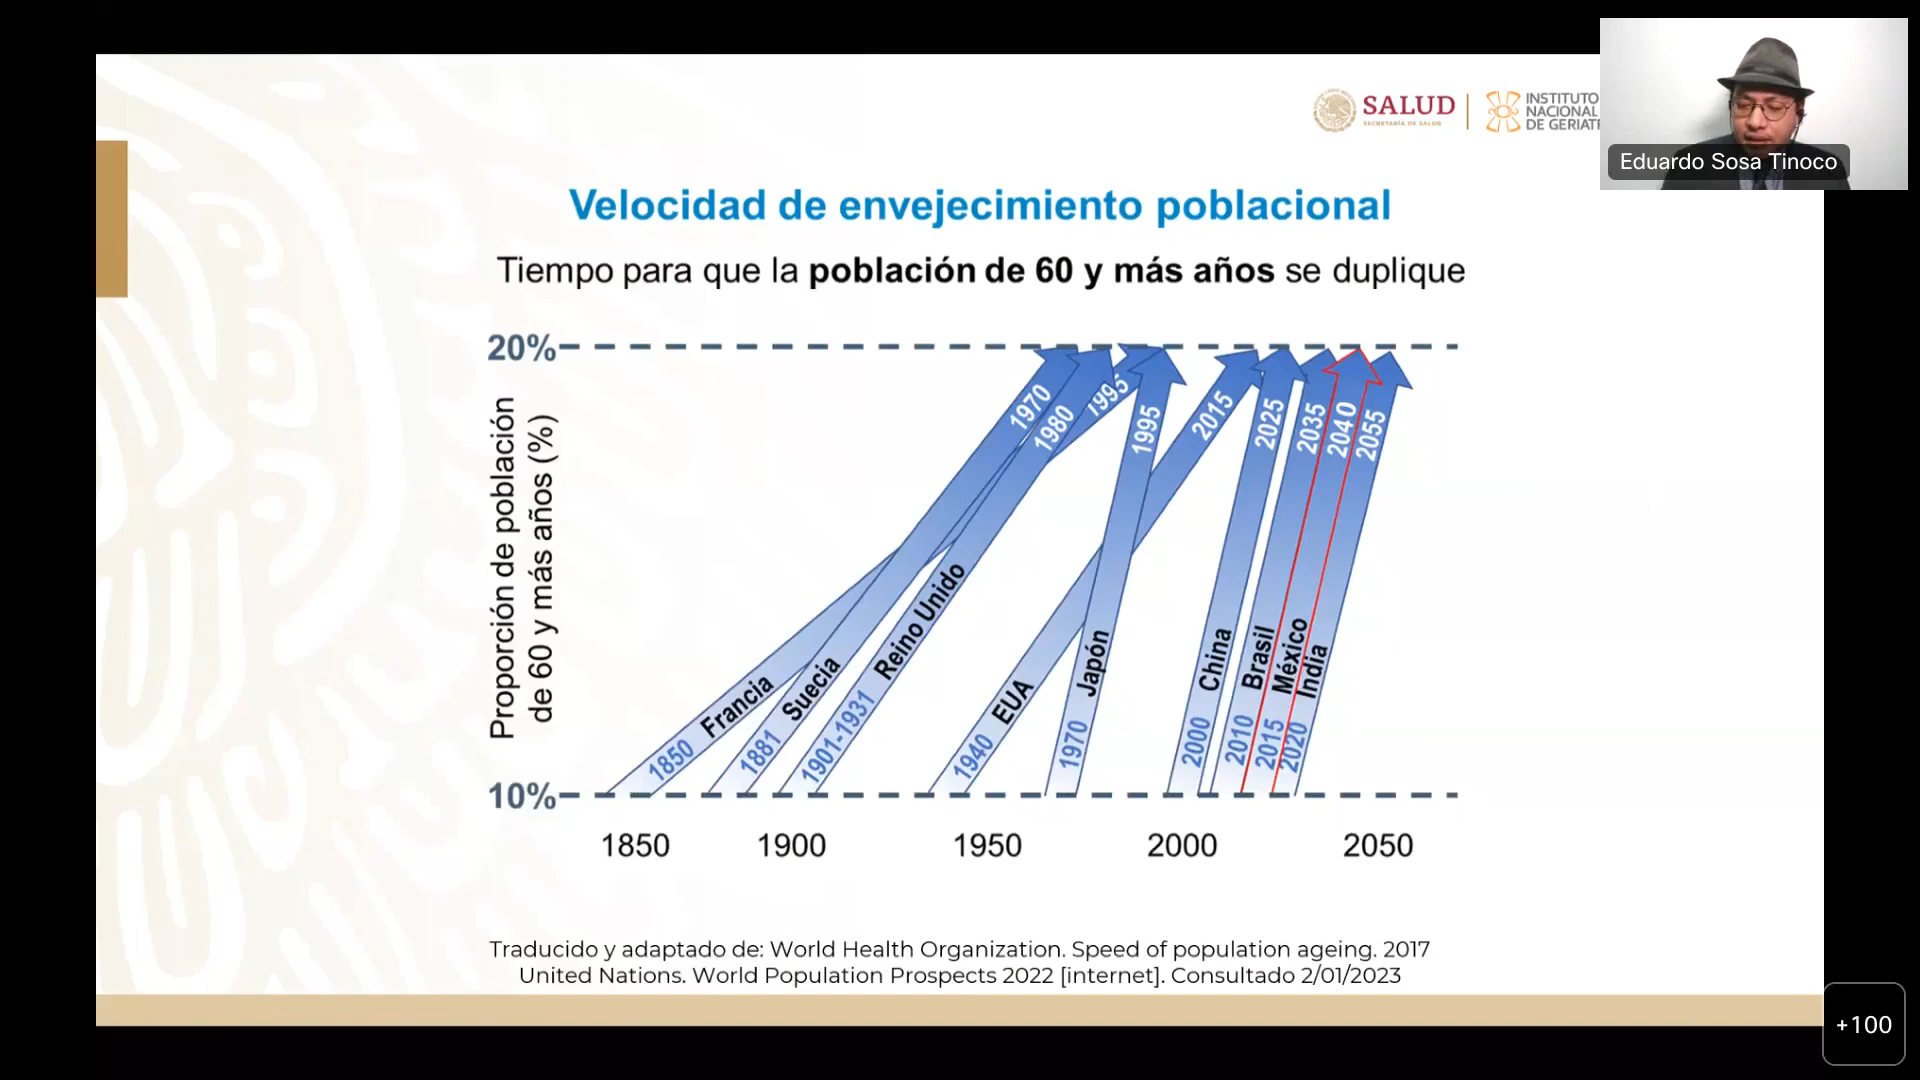 SALUD
SECRETARÍA DE SALUD
INSTITUTO
NACIONAL
DE GERIAT
Eduardo Sosa Tinoco
Velocidad de envejecimiento poblacional
Tiempo para que la población de 60 y más años se duplique
20%
Proporción de población
de 60 y más años (%)
1970
1980
1995
1995
2015
2025
2035
2040
2055
1850 Francia
1881 Suecia
1901-1931 Reino Unido
1940 EUA
1970 Japón
2000 China
2010 Brasil
2015 México
2020 India
10%
1850 1900 1950 2000 2050
Traducido y adaptado de: World Health Organization. Speed of population ageing. 2017
United Nations. World Population Prospects 2022 [internet]. Consultado 2/01/2023
+100